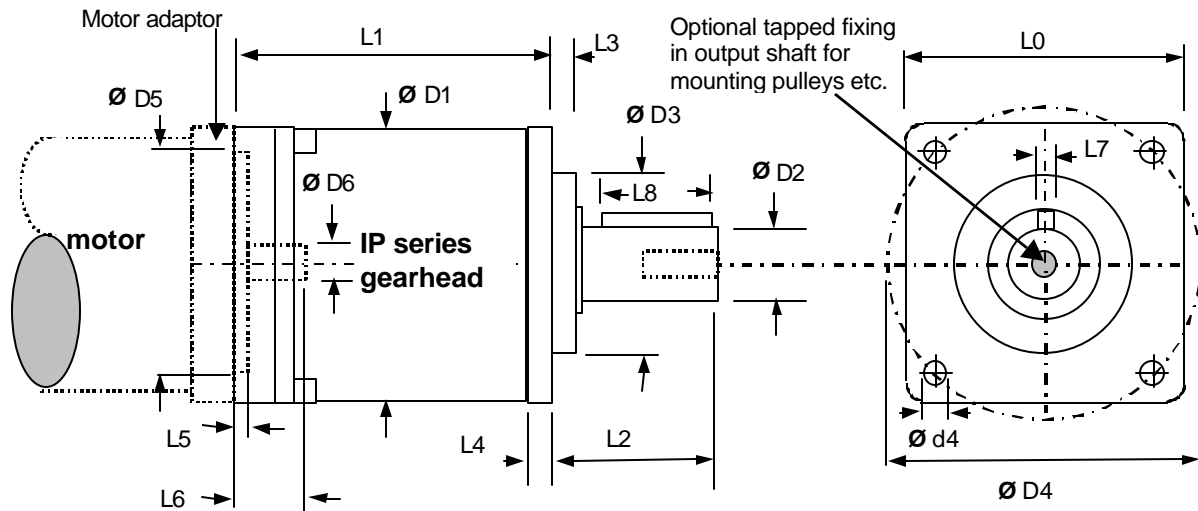 Motor adaptor
L1
L3
Optional tapped fixing
in output shaft for
mounting pulleys etc.
L0
Ø D5
Ø D1
Ø D3
L7
Ø D6
L8
Ø D2
motor
IP series
gearhead
L5
L4
L2
Ø d4
L6
Ø D4